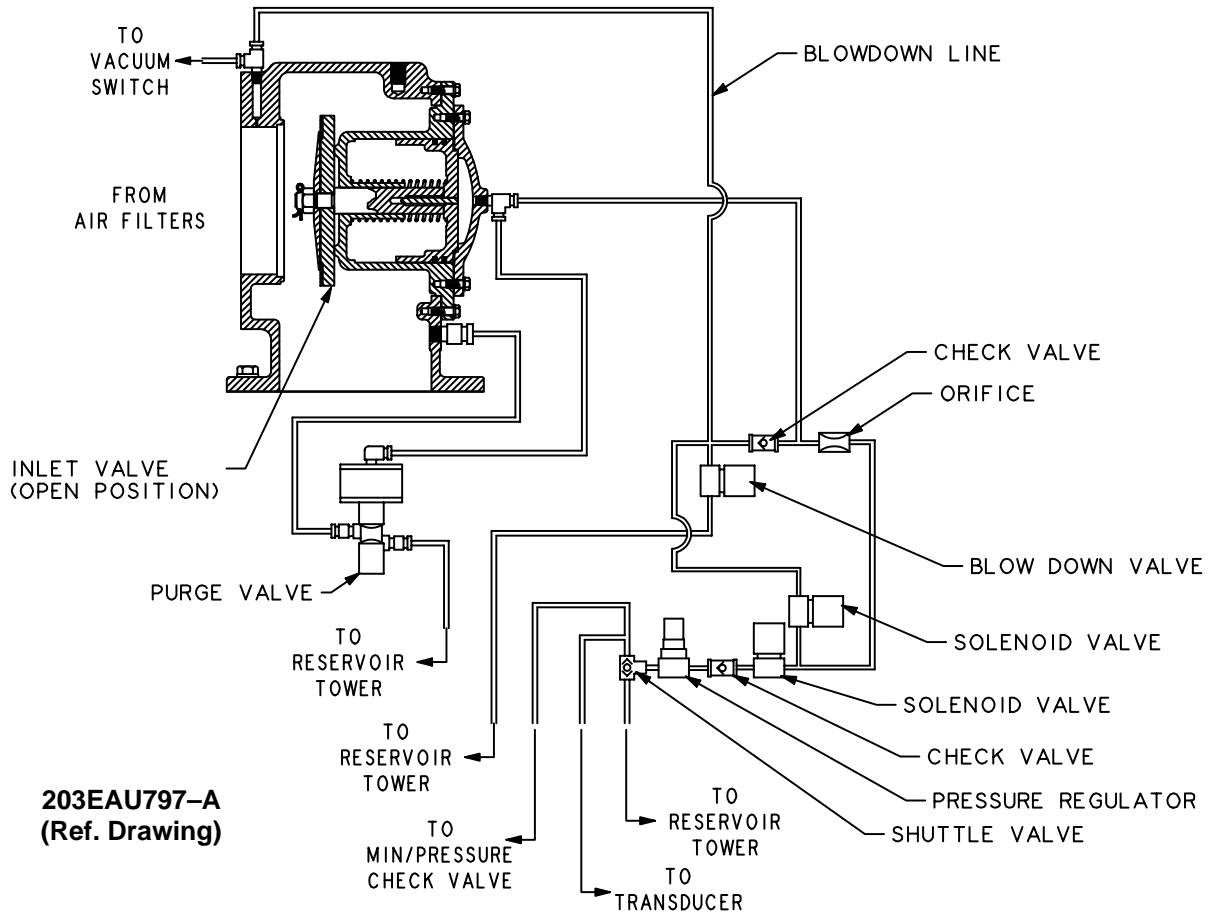 TO
VACUUM
SWITCH
BLOWDOWN LINE
FROM
AIR FILTERS
CHECK VALVE
ORIFICE
INLET VALVE
(OPEN POSITION)
BLOW DOWN VALVE
PURGE VALVE
SOLENOID VALVE
TO
RESERVOIR
TOWER
SOLENOID VALVE
TO
RESERVOIR
TOWER
CHECK VALVE
PRESSURE REGULATOR
SHUTTLE VALVE
203EAU797–A
(Ref. Drawing)
TO
RESERVOIR
TOWER
TO
MIN/PRESSURE
CHECK VALVE
TO
TRANSDUCER